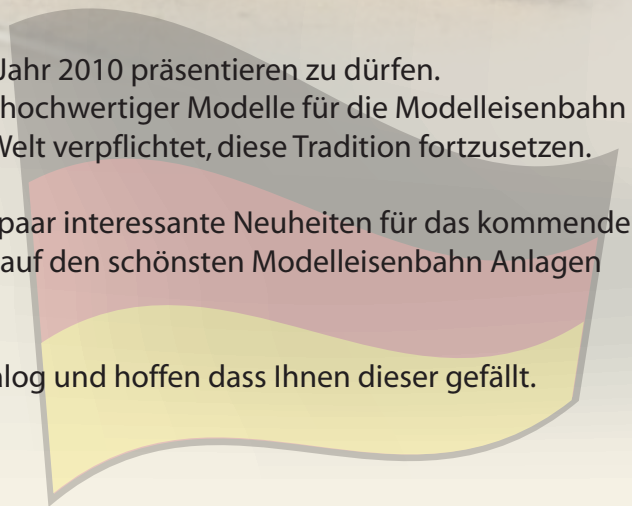 Jahr 2010 präsentieren zu dürfen.
hochwertiger Modelle für die Modelleisenbahn
Welt verpflichtet, diese Tradition fortzusetzen.
paar interessante Neuheiten für das kommende
auf den schönsten Modelleisenbahn Anlagen
alog und hoffen dass Ihnen dieser gefällt.